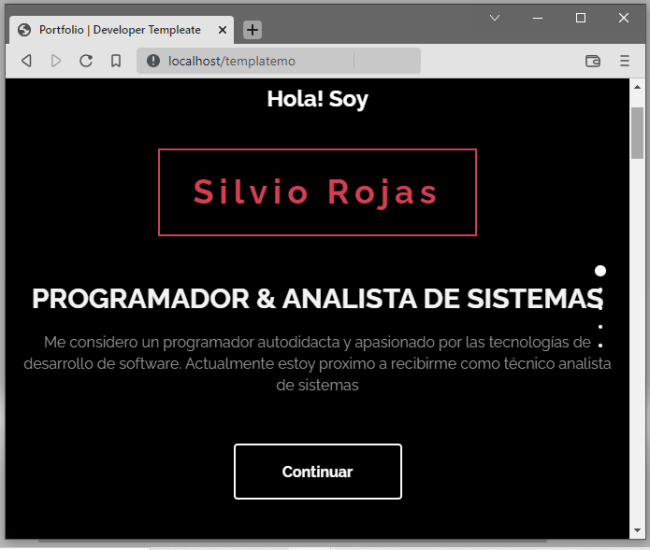 Portfolio | Developer Templeate
localhost/templatemo
Hola! Soy
Silvio Rojas
PROGRAMADOR & ANALISTA DE SISTEMAS
Me considero un programador autodidacta y apasionado por las tecnologías de
desarrollo de software. Actualmente estoy proximo a recibirme como técnico analista
de sistemas
Continuar